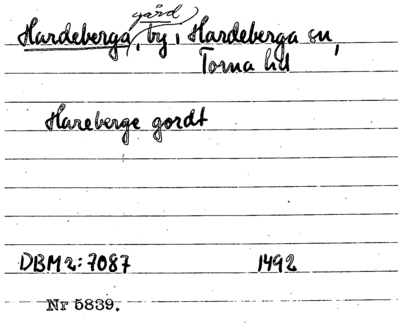 gård
Hardeberga, by i Hardeberga sn,
Torna hd
Hareberge gordt
DBM 2:7087 1492
Nr 5839.